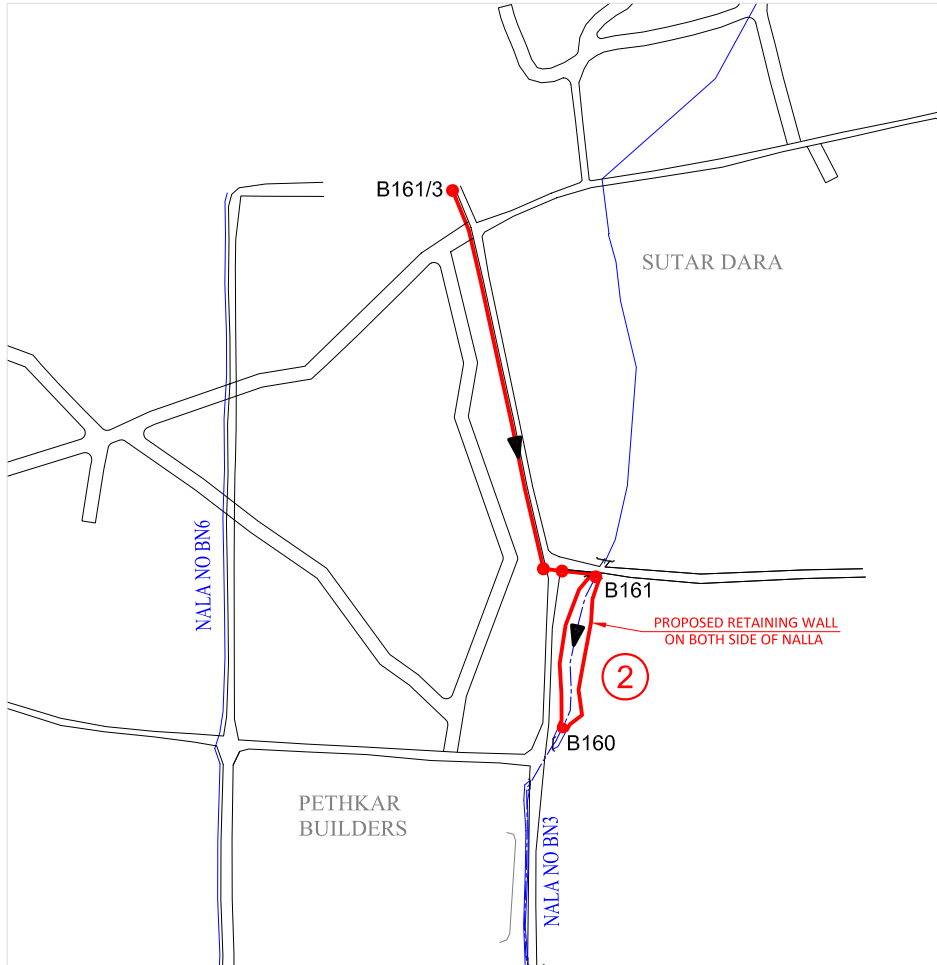 B161/3
SUTAR DARA
NALA NO BN6
B161
PROPOSED RETAINING WALL
ON BOTH SIDE OF NALLA
2
B160
PETHKAR
BUILDERS
NALA NO BN3